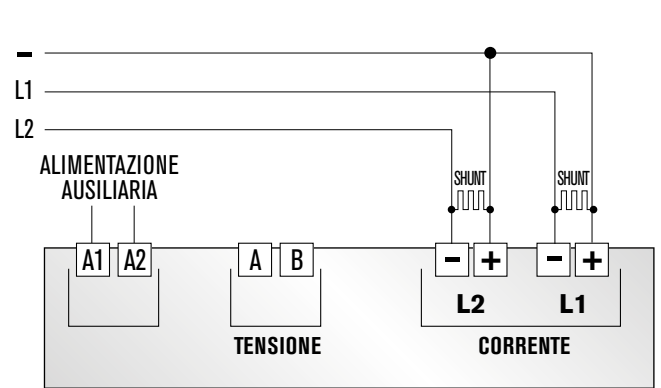 –
L1
L2
ALIMENTAZIONE
AUSILIARIA
SHUNT SHUNT
A1 A2 A B – + – +
L2 L1
TENSIONE CORRENTE